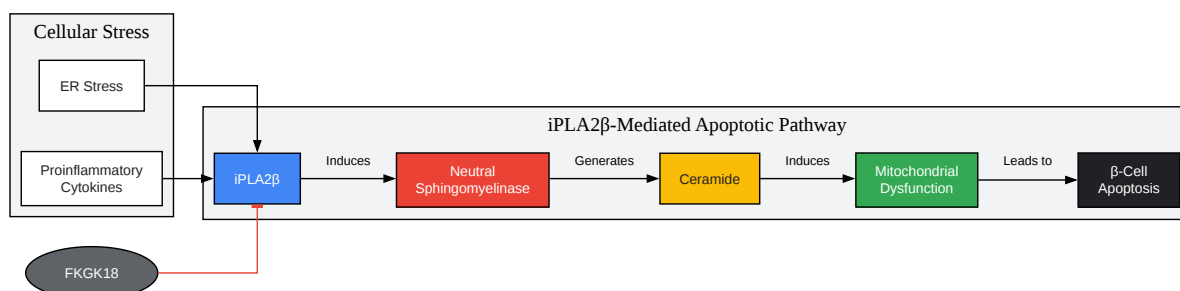 Cellular Stress
ER Stress
Proinflammatory
Cytokines
iPLA2β-Mediated Apoptotic Pathway
iPLA2β
Induces
Neutral
Sphingomyelinase
Generates
Ceramide
Induces
Mitochondrial
Dysfunction
Leads to
β-Cell
Apoptosis
FKGK18